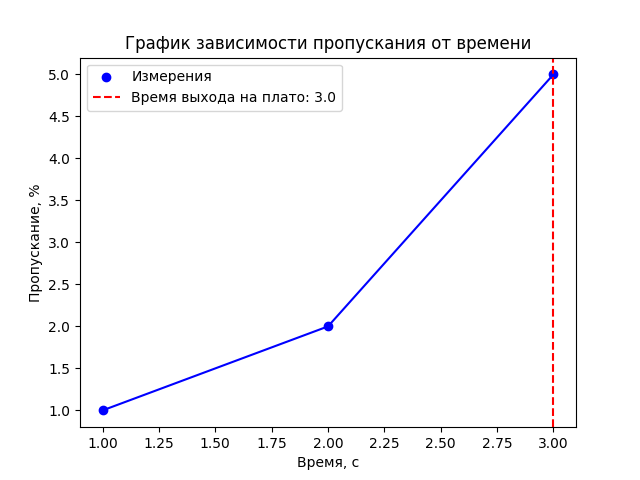 График зависимости пропускания от времени
Измерения
Время выхода на плато: 3.0
Пропускание, %
5.0
4.5
4.0
3.5
3.0
2.5
2.0
1.5
1.0
1.00 1.25 1.50 1.75 2.00 2.25 2.50 2.75 3.00
Время, с